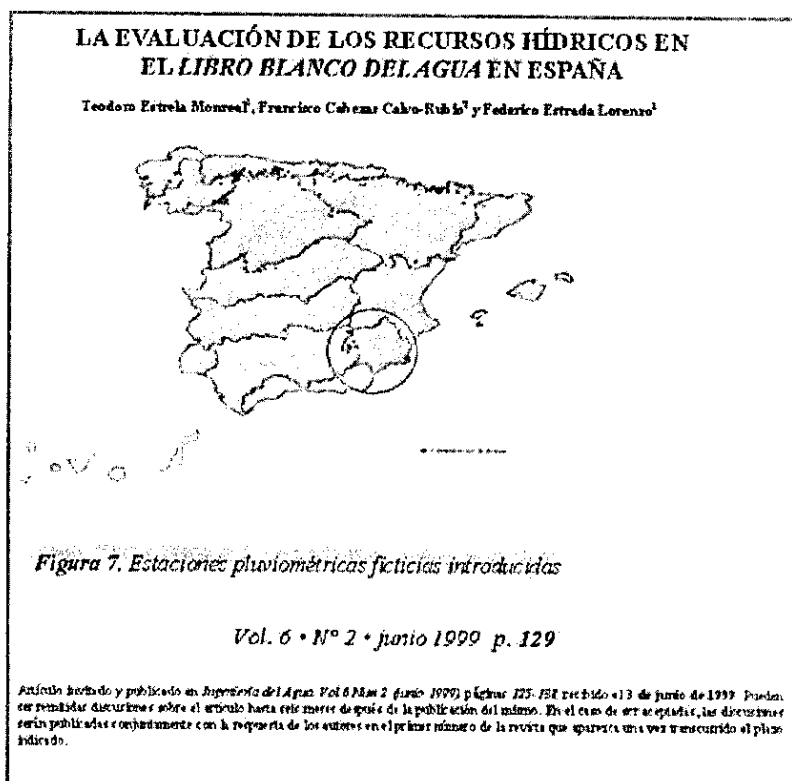 LA EVALUACIÓN DE LOS RECURSOS HÍDRICOS EN
EL LIBRO BLANCO DEL AGUA EN ESPAÑA
Teodoro Estrela Monreal¹, Francisco Cabezas Calvo-Rubio² y Federico Estrada Lorenzo¹
Figura 7. Estaciones pluviométricas ficticias introducidas
Vol. 6 • Nº 2 • junio 1999 p. 129
Artículo invitado y publicado en Ingeniería del Agua. Vol 6 Núm 2 (junio 1999) páginas 125-138, recibido el 3 de junio de 1999. Pueden
ser remitidas discusiones sobre el artículo hasta seis meses después de la publicación del mismo. En el caso de ser aceptadas, las discusiones
serán publicadas conjuntamente con la respuesta de los autores en el primer número de la revista que aparezca una vez transcurrido el plazo
indicado.